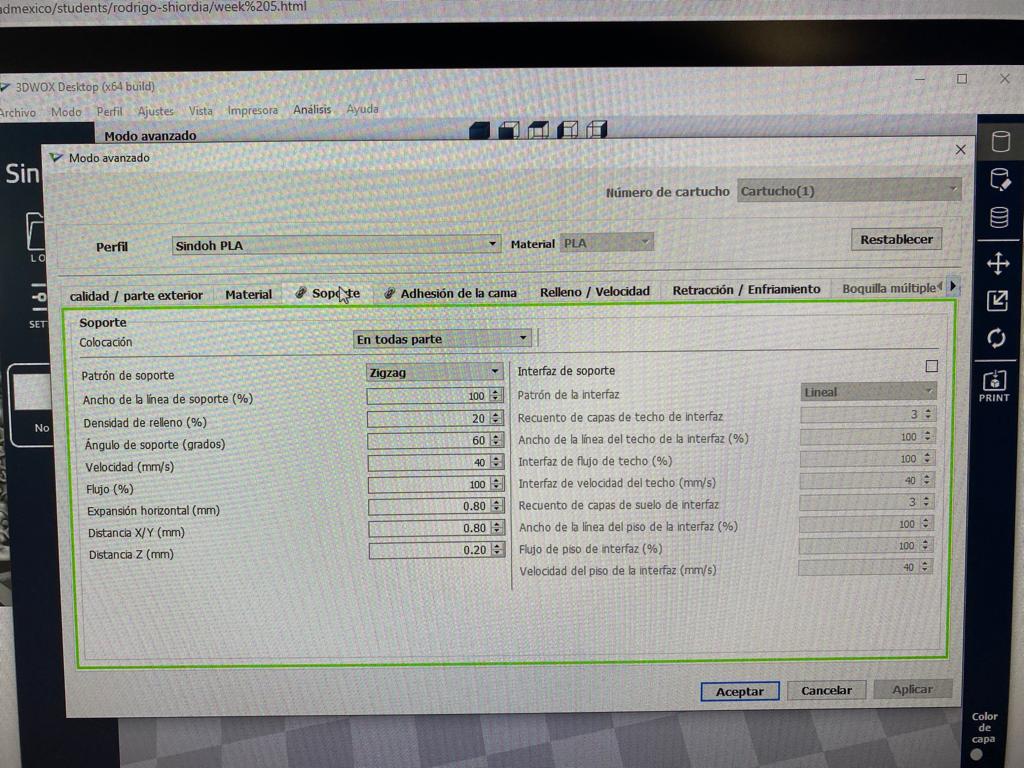 admexico/students/rodrigo-shiordia/week%205.html
3DWOX Desktop (x64 build)
Archivo Modo Perfil Ajustes Vista Impresora Análisis Ayuda
Modo avanzado
Sin
Modo avanzado
Número de cartucho Cartucho(1)
Perfil Sindoh PLA Material PLA Restablecer
calidad / parte exterior Material Soporte Adhesión de la cama Relleno / Velocidad Retracción / Enfriamiento Boquilla múltiple
LO
SET
No
Soporte
Colocación En todas parte
Patrón de soporte Zigzag
Ancho de la línea de soporte (%) 100
Densidad de relleno (%) 20
Ángulo de soporte (grados) 60
Velocidad (mm/s) 40
Flujo (%) 100
Expansión horizontal (mm) 0.80
Distancia X/Y (mm) 0.80
Distancia Z (mm) 0.20
Interfaz de soporte
Patrón de la interfaz Lineal
Recuento de capas de techo de interfaz 3
Ancho de la línea del techo de la interfaz (%) 100
Interfaz de flujo de techo (%) 100
Interfaz de velocidad del techo (mm/s) 40
Recuento de capas de suelo de interfaz 3
Ancho de la línea del piso de la interfaz (%) 100
Flujo de piso de interfaz (%) 100
Velocidad del piso de la interfaz (mm/s) 40
Aceptar Cancelar Aplicar
PRINT
Color
de
capa